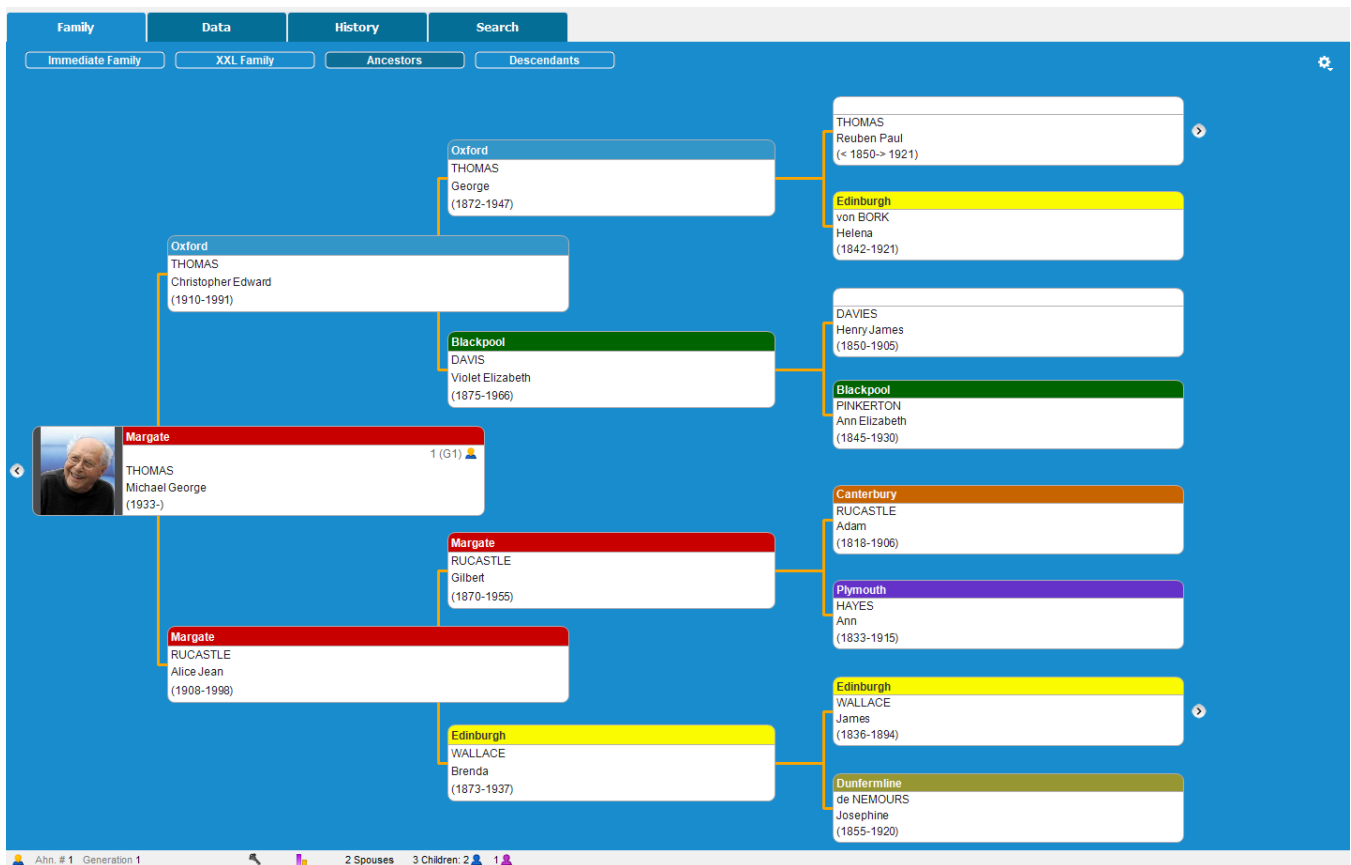 Family Data History Search
Immediate Family XXL Family Ancestors Descendants
THOMAS
Reuben Paul
(< 1850-> 1921)
Oxford
THOMAS
George
(1872-1947)
Edinburgh
von BORK
Helena
(1842-1921)
Oxford
THOMAS
Christopher Edward
(1910-1991)
DAVIES
Henry James
(1850-1905)
Blackpool
DAVIS
Violet Elizabeth
(1875-1966)
Blackpool
PINKERTON
Ann Elizabeth
(1845-1930)
Margate
1 (G1)
THOMAS
Michael George
(1933-)
Canterbury
RUCASTLE
Adam
(1818-1906)
Margate
RUCASTLE
Gilbert
(1870-1955)
Plymouth
HAYES
Ann
(1833-1915)
Margate
RUCASTLE
Alice Jean
(1908-1998)
Edinburgh
WALLACE
James
(1836-1894)
Edinburgh
WALLACE
Brenda
(1873-1937)
Dunfermline
de NEMOURS
Josephine
(1855-1920)
Ahn. # 1 Generation 1 2 Spouses 3 Children: 2 1